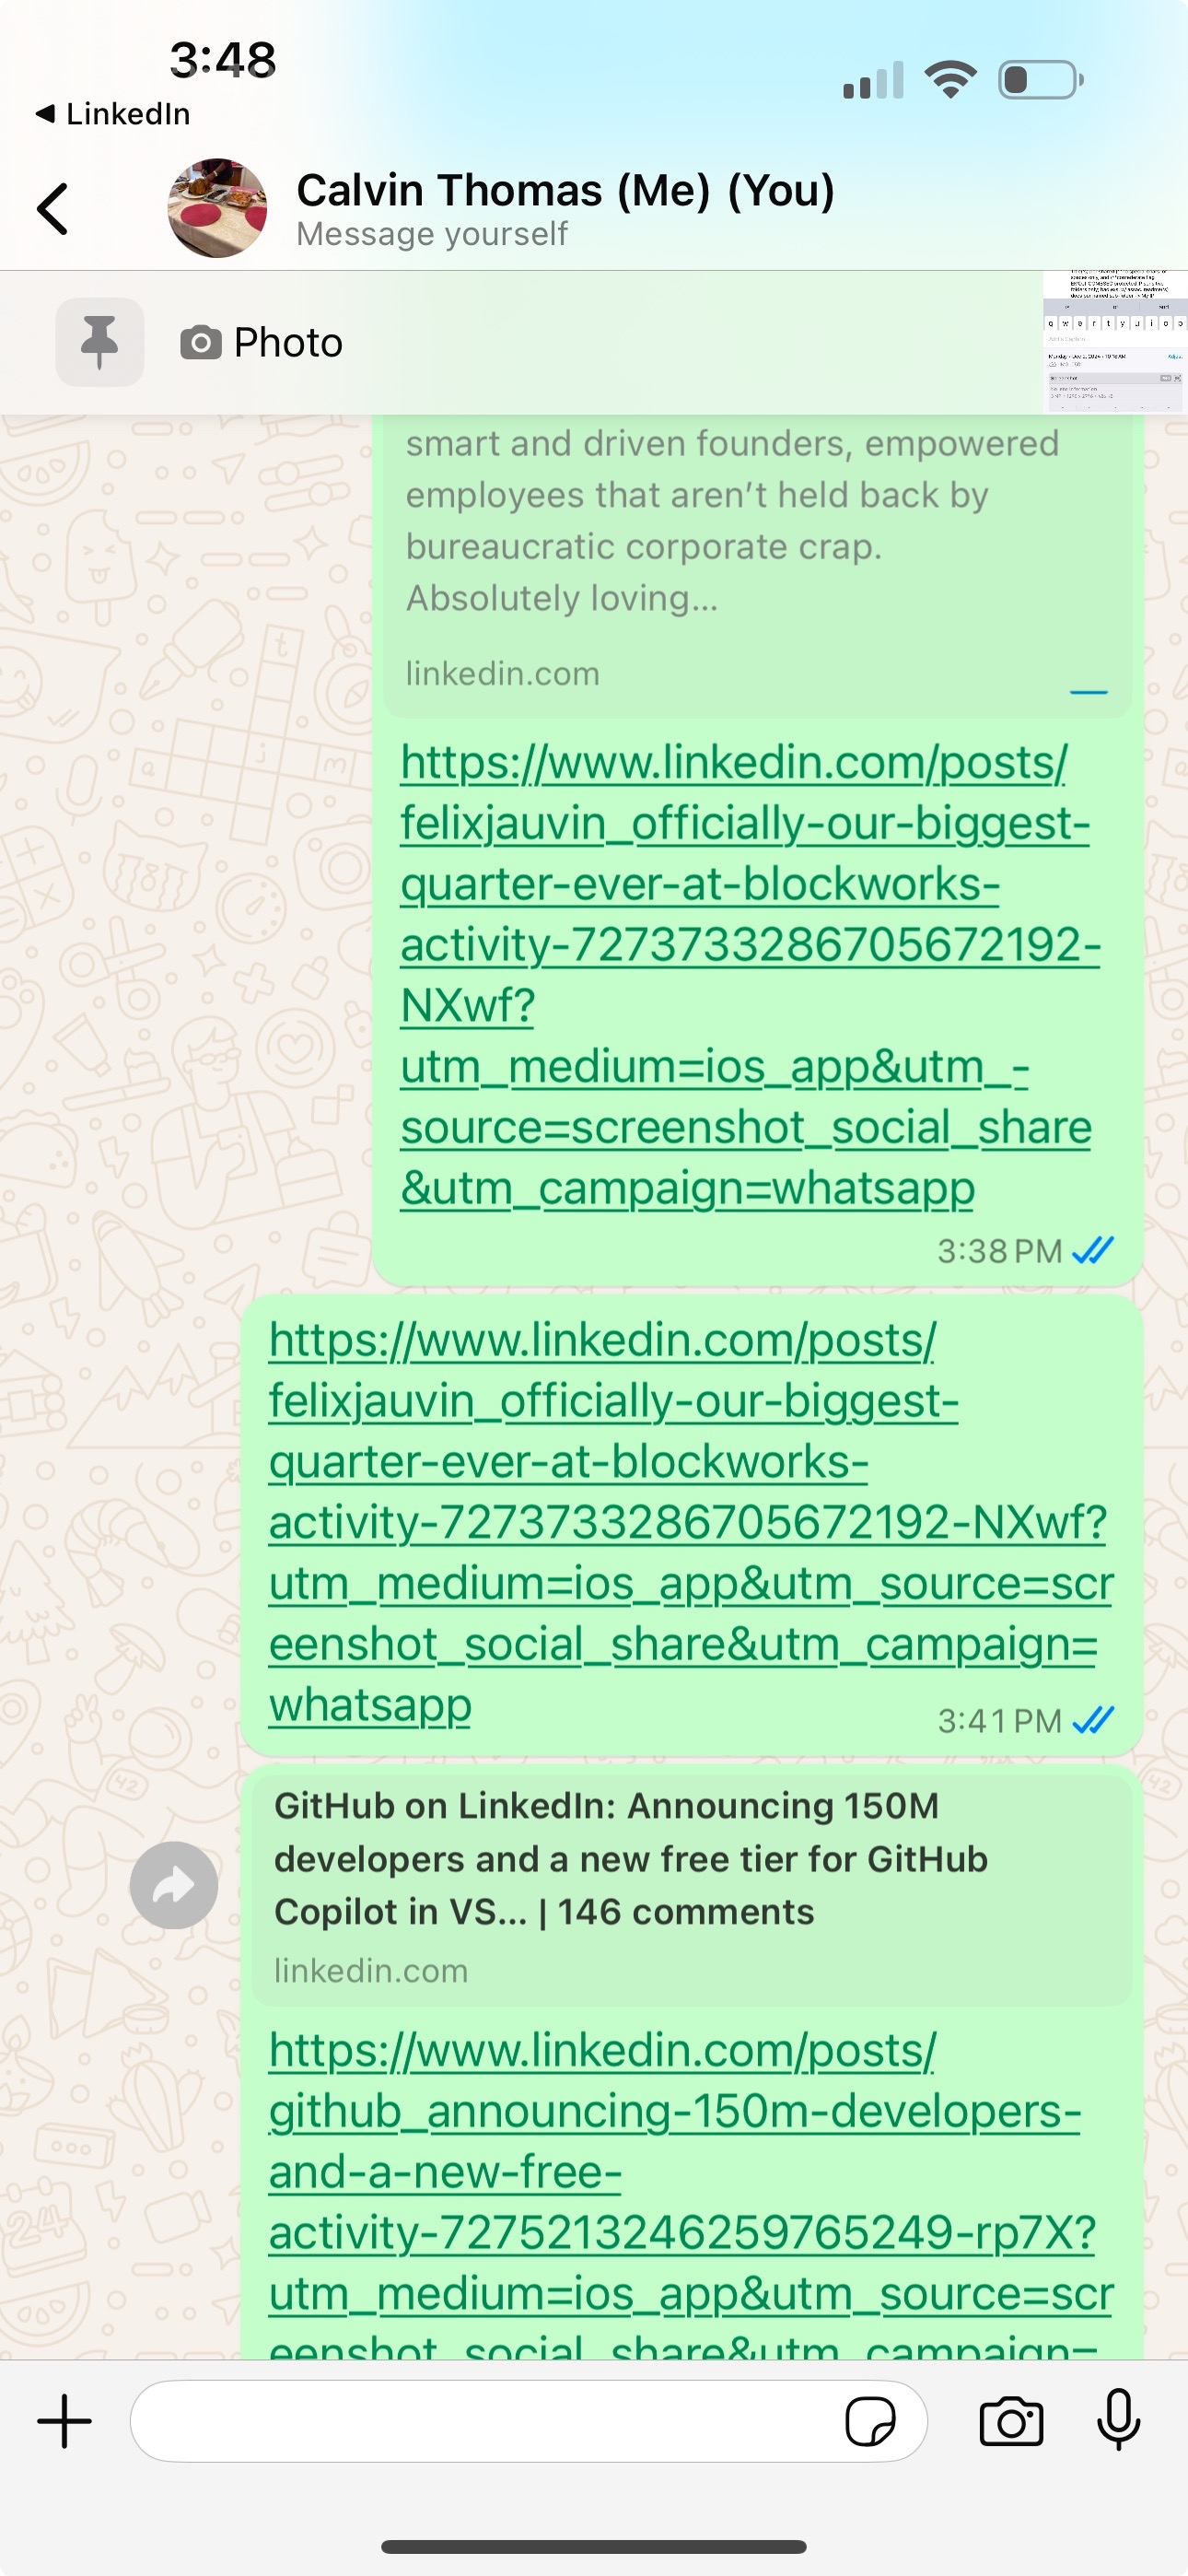 3:48
◀ LinkedIn
Calvin Thomas (Me) (You)
Message yourself
Photo
smart and driven founders, empowered
employees that aren’t held back by
bureaucratic corporate crap.
Absolutely loving...
linkedin.com
https://www.linkedin.com/posts/
felixjauvin_officially-our-biggest-
quarter-ever-at-blockworks-
activity-7273733286705672192-
NXwf?
utm_medium=ios_app&utm_-
source=screenshot_social_share
&utm_campaign=whatsapp
3:38 PM
https://www.linkedin.com/posts/
felixjauvin_officially-our-biggest-
quarter-ever-at-blockworks-
activity-7273733286705672192-NXwf?
utm_medium=ios_app&utm_source=scr
eenshot_social_share&utm_campaign=
whatsapp
3:41 PM
GitHub on LinkedIn: Announcing 150M
developers and a new free tier for GitHub
Copilot in VS... | 146 comments
linkedin.com
https://www.linkedin.com/posts/
github_announcing-150m-developers-
and-a-new-free-
activity-7275213246259765249-rp7X?
utm_medium=ios_app&utm_source=scr
eenshot_social_share&utm_campaign=